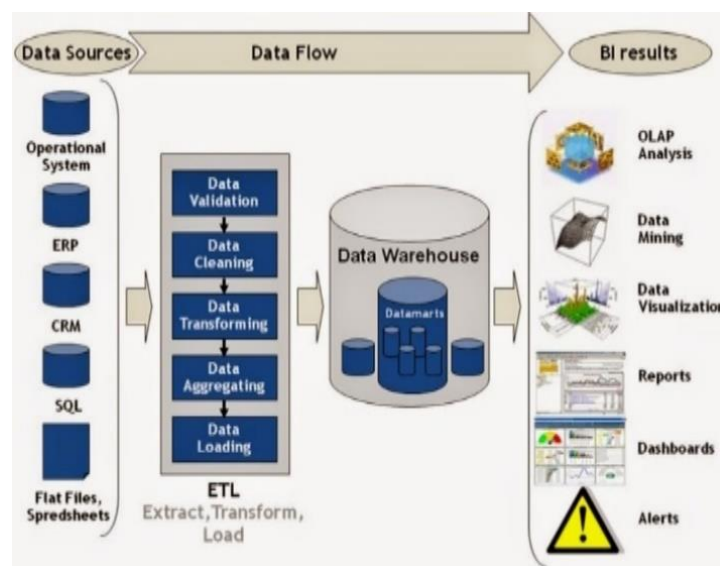 Data Sources
Data Flow
BI results
Operational
System
ERP
CRM
SQL
Flat Files,
Spredsheets
Data
Validation
Data
Cleaning
Data
Transforming
Data
Aggregating
Data
Loading
ETL
Extract,Transform,
Load
Data Warehouse
Datamarts
OLAP
Analysis
Data
Mining
Data
Visualization
Reports
Dashboards
Alerts